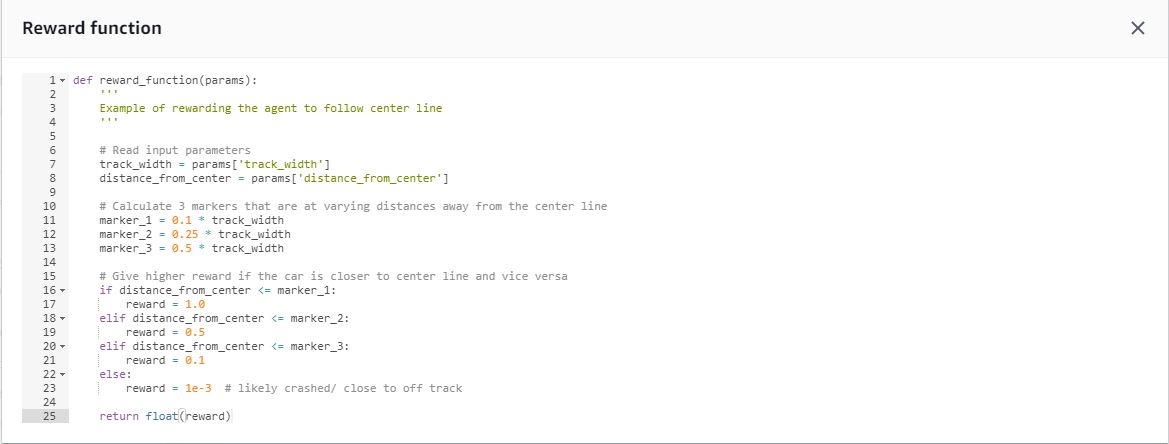 Reward function
1 def reward_function(params):
2     '''
3     Example of rewarding the agent to follow center line
4     '''
5
6     # Read input parameters
7     track_width = params['track_width']
8     distance_from_center = params['distance_from_center']
9
10     # Calculate 3 markers that are at varying distances away from the center line
11     marker_1 = 0.1 * track_width
12     marker_2 = 0.25 * track_width
13     marker_3 = 0.5 * track_width
14
15     # Give higher reward if the car is closer to center line and vice versa
16     if distance_from_center <= marker_1:
17         reward = 1.0
18     elif distance_from_center <= marker_2:
19         reward = 0.5
20     elif distance_from_center <= marker_3:
21         reward = 0.1
22     else:
23         reward = 1e-3  # likely crashed/ close to off track
24
25     return float(reward)